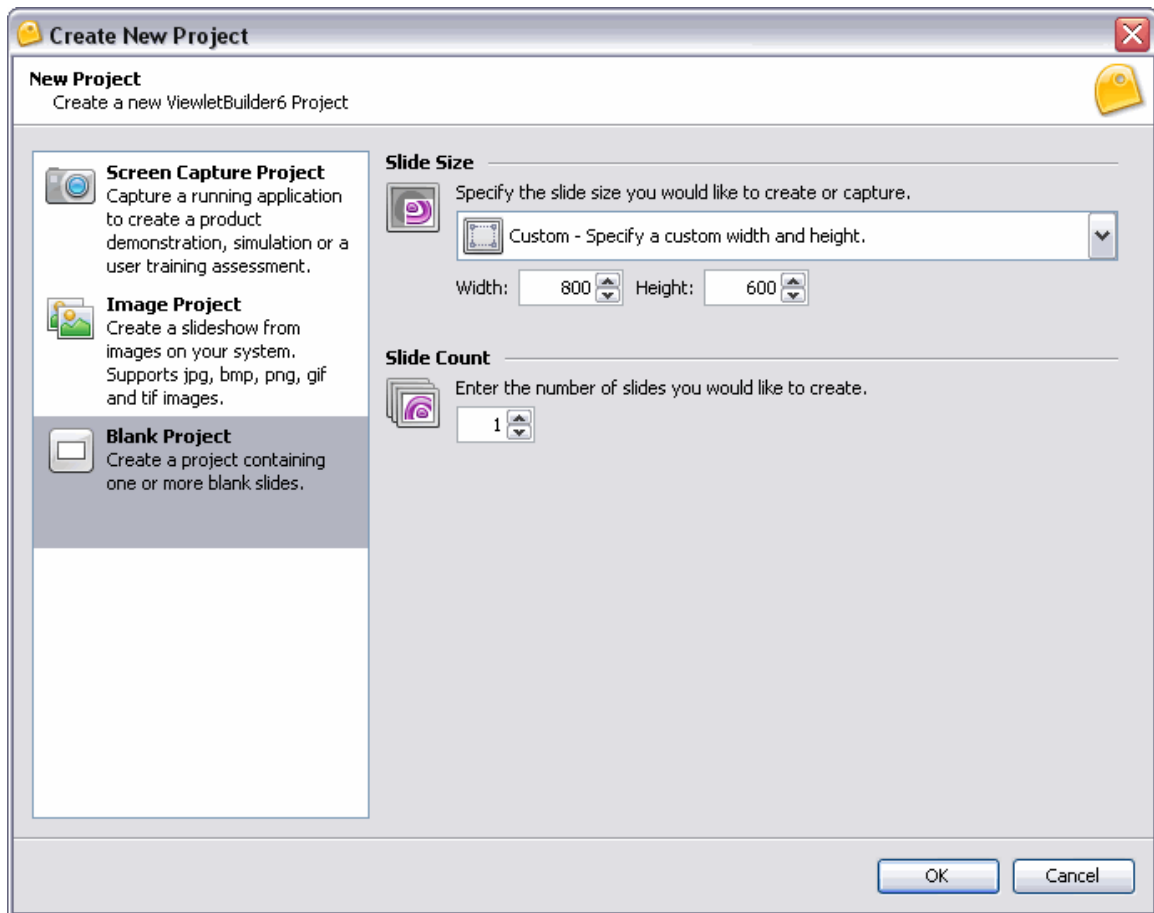 Create New Project
New Project
Create a new ViewletBuilder6 Project
Screen Capture Project
Capture a running application
to create a product
demonstration, simulation or a
user training assessment.
Image Project
Create a slideshow from
images on your system.
Supports jpg, bmp, png, gif
and tif images.
Blank Project
Create a project containing
one or more blank slides.
Slide Size
Specify the slide size you would like to create or capture.
Custom - Specify a custom width and height.
Width: 800 Height: 600
Slide Count
Enter the number of slides you would like to create.
1
OK Cancel